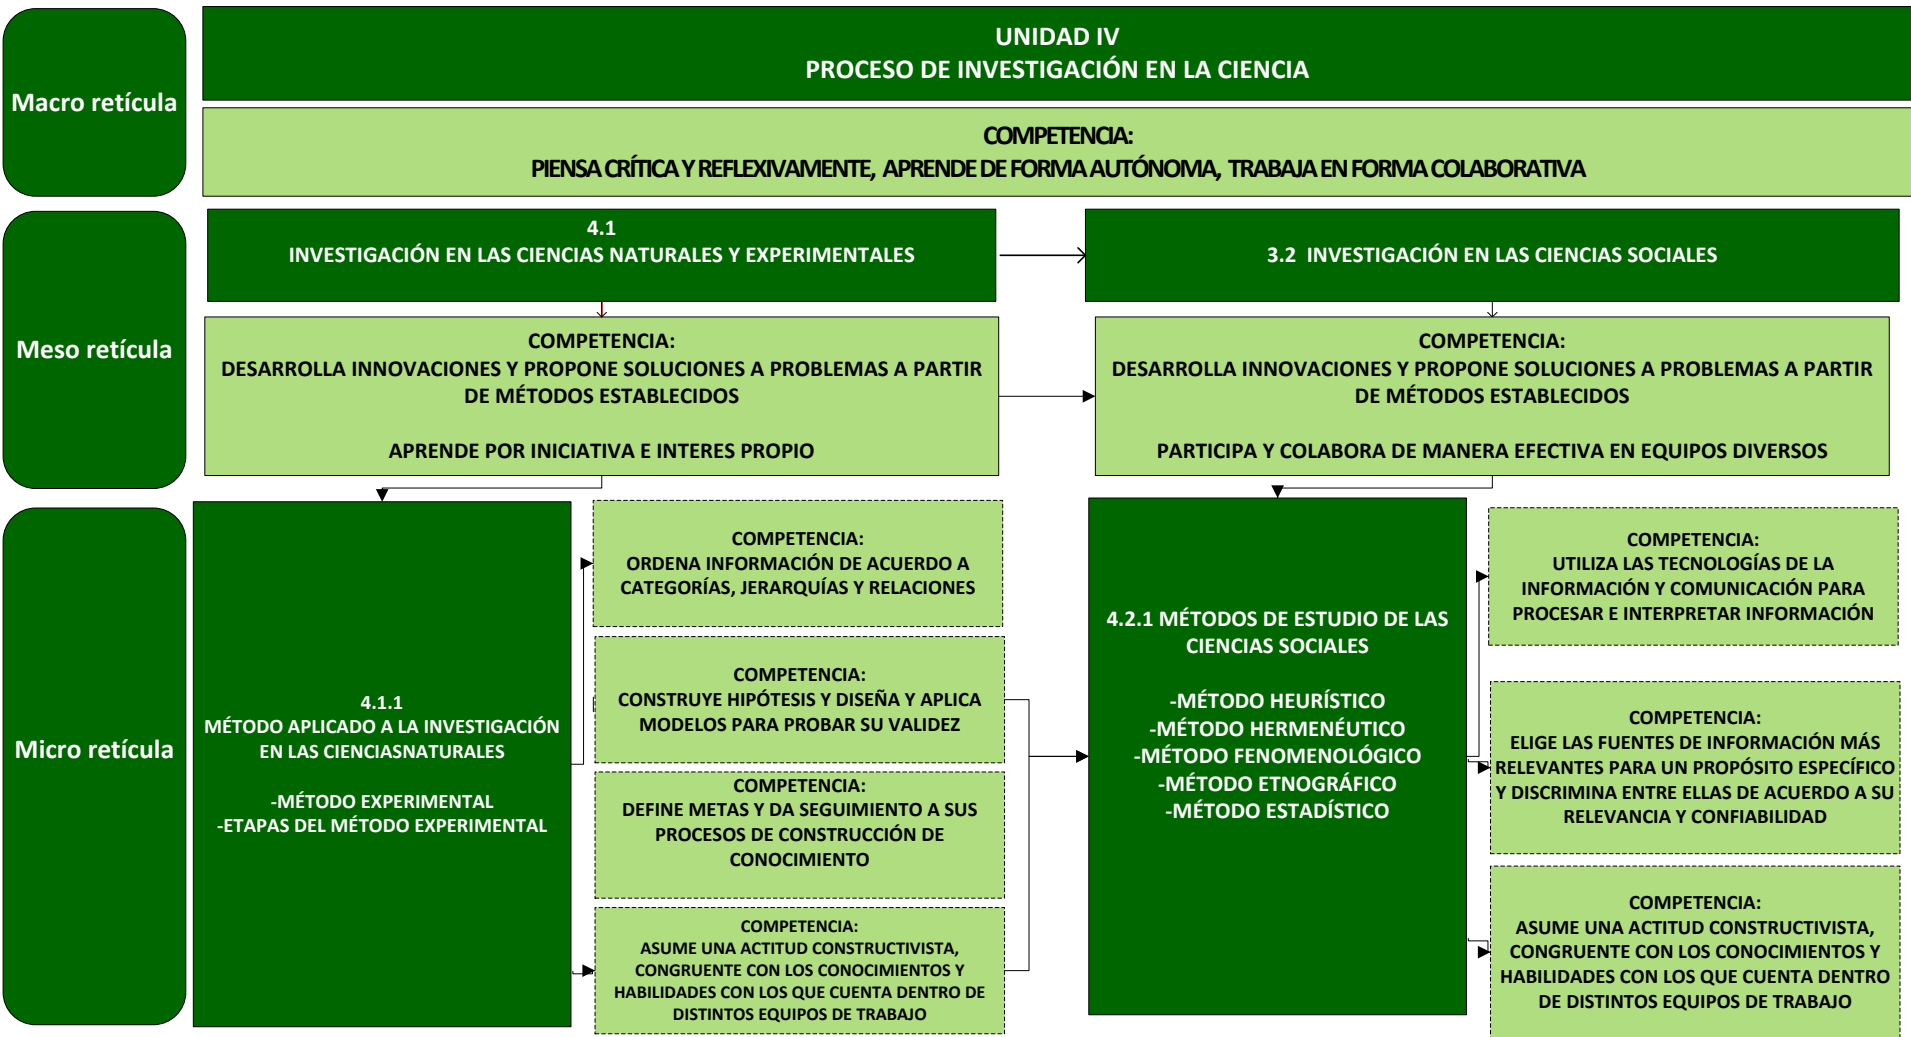 Macro retícula
UNIDAD IV
PROCESO DE INVESTIGACIÓN EN LA CIENCIA
COMPETENCIA:
PIENSA CRÍTICA Y REFLEXIVAMENTE, APRENDE DE FORMA AUTÓNOMA, TRABAJA EN FORMA COLABORATIVA
Meso retícula
4.1
INVESTIGACIÓN EN LAS CIENCIAS NATURALES Y EXPERIMENTALES
3.2 INVESTIGACIÓN EN LAS CIENCIAS SOCIALES
COMPETENCIA:
DESARROLLA INNOVACIONES Y PROPONE SOLUCIONES A PROBLEMAS A PARTIR
DE MÉTODOS ESTABLECIDOS
APRENDE POR INICIATIVA E INTERES PROPIO
COMPETENCIA:
DESARROLLA INNOVACIONES Y PROPONE SOLUCIONES A PROBLEMAS A PARTIR
DE MÉTODOS ESTABLECIDOS
PARTICIPA Y COLABORA DE MANERA EFECTIVA EN EQUIPOS DIVERSOS
Micro retícula
4.1.1
MÉTODO APLICADO A LA INVESTIGACIÓN
EN LAS CIENCIASNATURALES
-MÉTODO EXPERIMENTAL
-ETAPAS DEL MÉTODO EXPERIMENTAL
COMPETENCIA:
ORDENA INFORMACIÓN DE ACUERDO A
CATEGORÍAS, JERARQUÍAS Y RELACIONES
COMPETENCIA:
CONSTRUYE HIPÓTESIS Y DISEÑA Y APLICA
MODELOS PARA PROBAR SU VALIDEZ
COMPETENCIA:
DEFINE METAS Y DA SEGUIMIENTO A SUS
PROCESOS DE CONSTRUCCIÓN DE
CONOCIMIENTO
COMPETENCIA:
ASUME UNA ACTITUD CONSTRUCTIVISTA,
CONGRUENTE CON LOS CONOCIMIENTOS Y
HABILIDADES CON LOS QUE CUENTA DENTRO DE
DISTINTOS EQUIPOS DE TRABAJO
4.2.1 MÉTODOS DE ESTUDIO DE LAS
CIENCIAS SOCIALES
-MÉTODO HEURÍSTICO
-MÉTODO HERMENÉUTICO
-MÉTODO FENOMENOLÓGICO
-MÉTODO ETNOGRÁFICO
-MÉTODO ESTADÍSTICO
COMPETENCIA:
UTILIZA LAS TECNOLOGÍAS DE LA
INFORMACIÓN Y COMUNICACIÓN PARA
PROCESAR E INTERPRETAR INFORMACIÓN
COMPETENCIA:
ELIGE LAS FUENTES DE INFORMACIÓN MÁS
RELEVANTES PARA UN PROPÓSITO ESPECÍFICO
Y DISCRIMINA ENTRE ELLAS DE ACUERDO A SU
RELEVANCIA Y CONFIABILIDAD
COMPETENCIA:
ASUME UNA ACTITUD CONSTRUCTIVISTA,
CONGRUENTE CON LOS CONOCIMIENTOS Y
HABILIDADES CON LOS QUE CUENTA DENTRO
DE DISTINTOS EQUIPOS DE TRABAJO